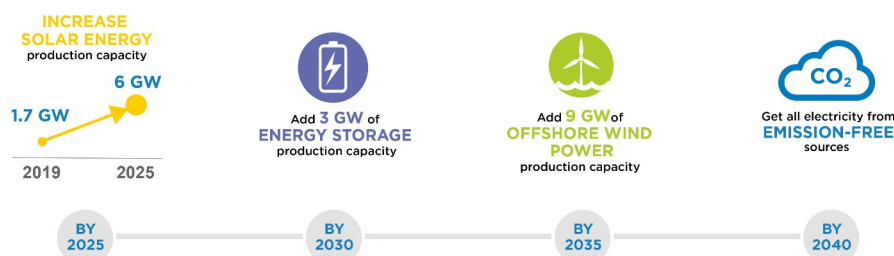 INCREASE
SOLAR ENERGY
production capacity
6 GW
1.7 GW
2019 2025
BY
2025
Add 3 GW of
ENERGY STORAGE
production capacity
BY
2030
Add 9 GWof
OFFSHORE WIND
POWER
production capacity
BY
2035
CO2
Get all electricity from
EMISSION-FREE
sources
BY
2040